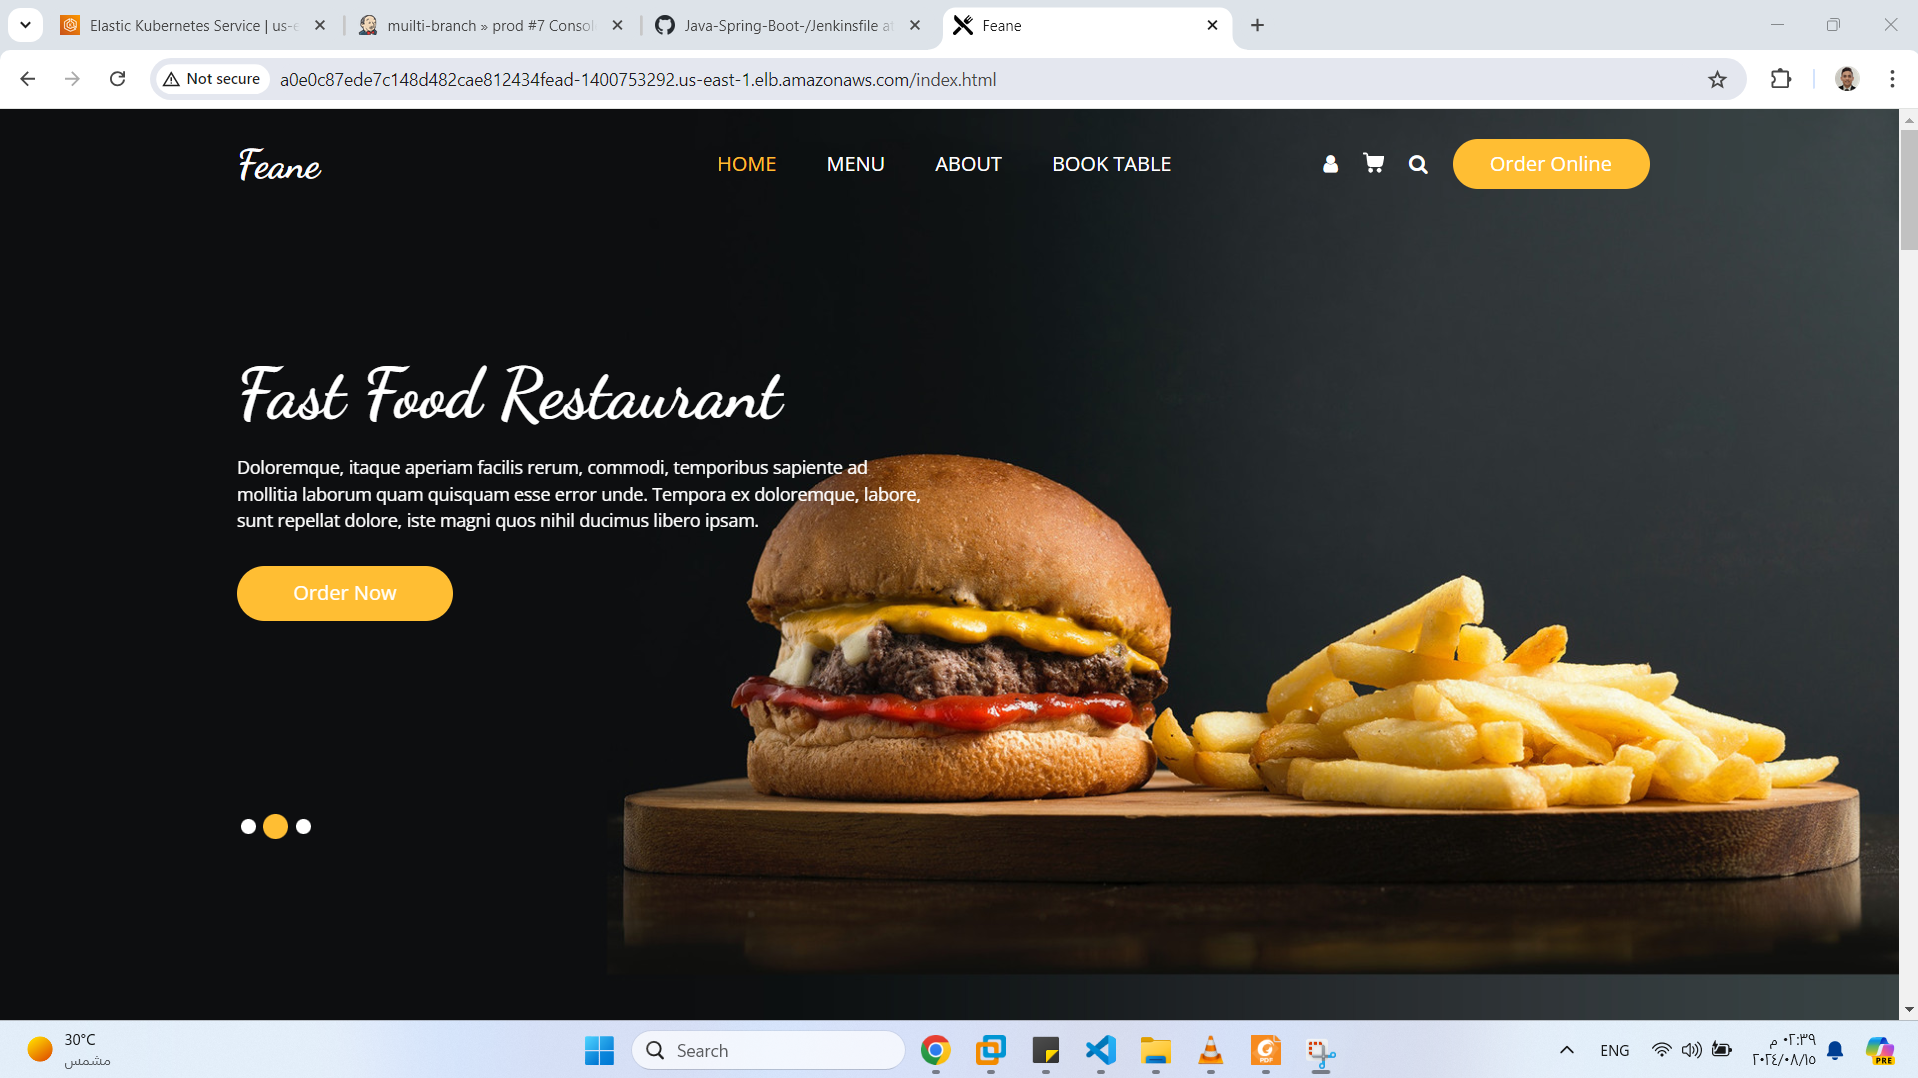 Elastic Kubernetes Service | us-e
muilti-branch » prod #7 Consol
Java-Spring-Boot-/Jenkinsfile at
Feane
Not secure
a0e0c87ede7c148d482cae812434fead-1400753292.us-east-1.elb.amazonaws.com/index.html
Feane
HOME
MENU
ABOUT
BOOK TABLE
Order Online
Fast Food Restaurant
Doloremque, itaque aperiam facilis rerum, commodi, temporibus sapiente ad
mollitia laborum quam quisquam esse error unde. Tempora ex doloremque, labore,
sunt repellat dolore, iste magni quos nihil ducimus libero ipsam.
Order Now
30°C
مشمس
Search
PDF
ENG
٠٢:٣٩ م
٢٠٢٤/٠٨/١٥
PRE